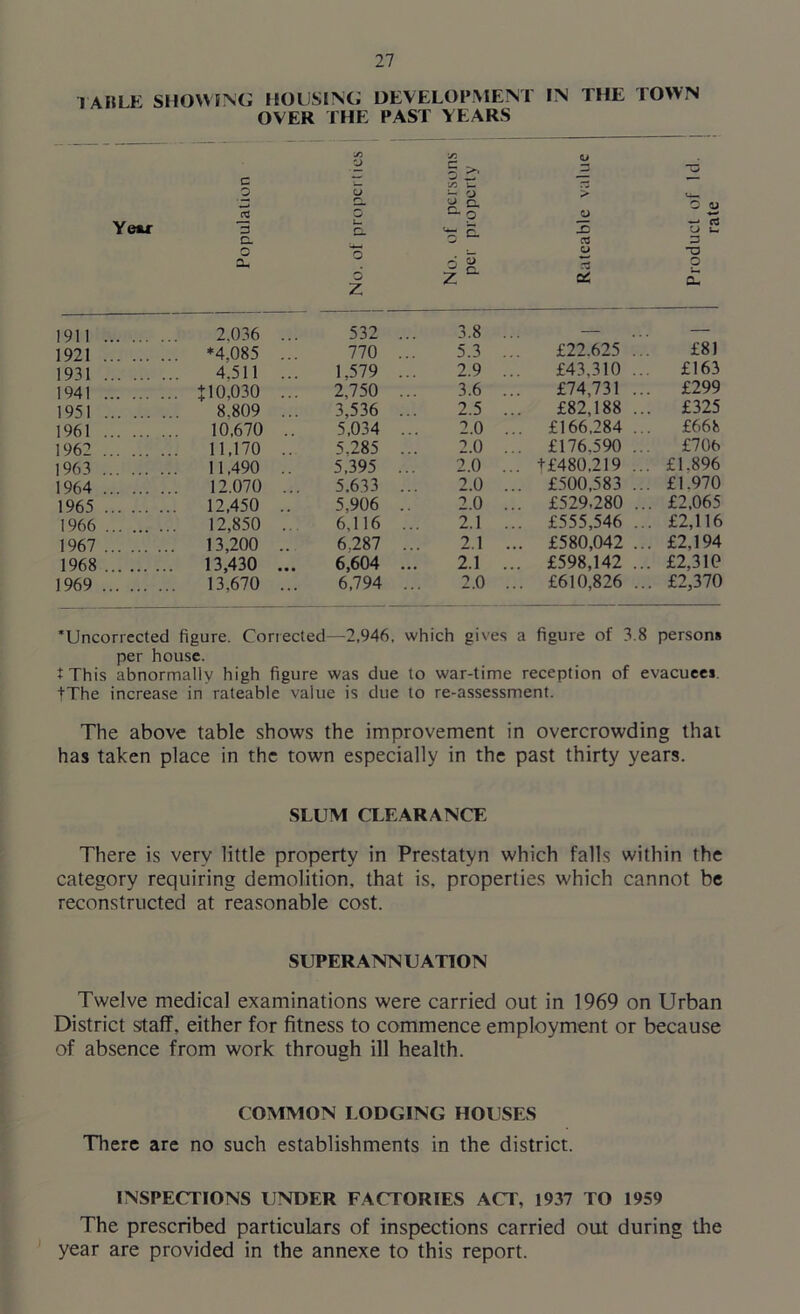 27
TABLE SHOWING HOUSING DEVELOPMENT IN THE TOWN
OVER THE PAST YEARS
Year Population No. of properties No. of persons per property Rateable value Product of 1d. rate
1911 ... ... ... 2,036 ... 532 ... 3.8 ... — ... —
1921 ... ... ... *4,085 ... 770 ... 5.3 ... £22,625 ... £81
1931 ... ... ... 4,511 ... 1,579 ... 2.9 ... £43,310 ... £163
1941 ... ... ... ‡10,030 ... 2,750 ... 3.6 ... £74,731 ... £299
1951 ... ... ... 8,809 ... 3,536 ... 2.5 ... £82,188 ... £325
1961 ... ... ... 10,670 .. 5,034 ... 2.0 ... £166,284 ... £668
1962 ... ... ... 11,170 .. 5,285 ... 2.0 ... £176,590 ... £706
1963 ... ... ... 11,490 .. 5,395 ... 2.0 ... †£480,219 ... £1,896
1964 ... ... ... 12,070 ... 5,633 ... 2.0 ... £500,583 ... £1,970
1965 ... ... ... 12,450 .. 5,906 .. 2.0 ... £529,280 ... £2,065
1966 ... ... ... 12,850 ... 6,116 ... 2.1 ... £555,546 ... £2,116
1967 ... ... ... 13,200 .. 6,287 ... 2.1 ... £580,042 ... £2,194
1968 ... ... ... 13,430 ... 6,604 ... 2.1 ... £598,142 ... £2,310
1969 ... ... ... 13,670 ... 6,794 ... 2.0 ... £610,826 ... £2,370
*Uncorrected figure. Corrected—2,946, which gives a figure of 3.8 persons
per house.
‡This abnormally high figure was due to war-time reception of evacuees.
†The increase in rateable value is due to re-assessment.
The above table shows the improvement in overcrowding that
has taken place in the town especially in the past thirty years.
SLUM CLEARANCE
There is very little property in Prestatyn which falls within the
category requiring demolition, that is, properties which cannot be
reconstructed at reasonable cost.
SUPERANNUATION
Twelve medical examinations were carried out in 1969 on Urban
District staff, either for fitness to commence employment or because
of absence from work through ill health.
COMMON LODGING HOUSES
There are no such establishments in the district.
INSPECTIONS UNDER FACTORIES ACT, 1937 TO 1959
The prescribed particulars of inspections carried out during the
year are provided in the annexe to this report.